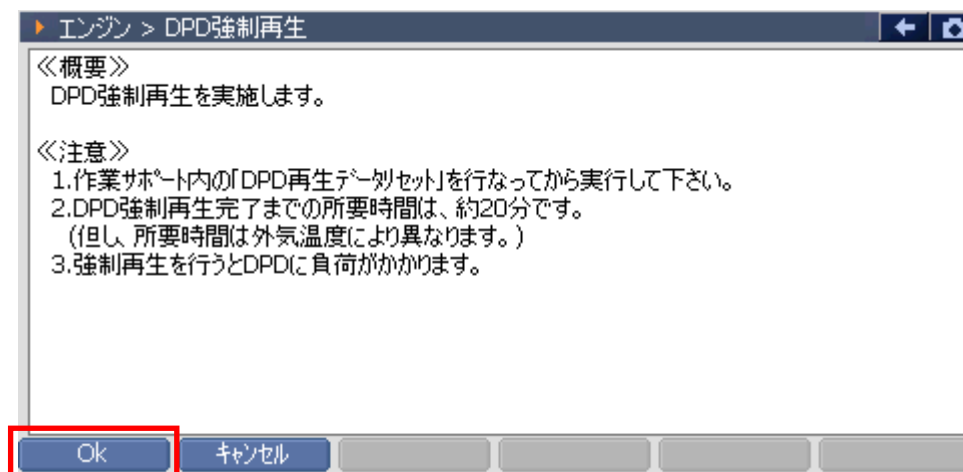 エンジン > DPD強制再生
≪概要≫
DPD強制再生を実施します。
≪注意≫
1.作業ｻﾎﾟｰﾄ内の｢DPD再生ﾃﾞｰﾀﾘｾｯﾄ｣を行なってから実行して下さい。
2.DPD強制再生完了までの所要時間は、約20分です。
(但し、所要時間は外気温度により異なります。)
3.強制再生を行うとDPDに負荷がかかります。
Ok
ｷｬﾝｾﾙ